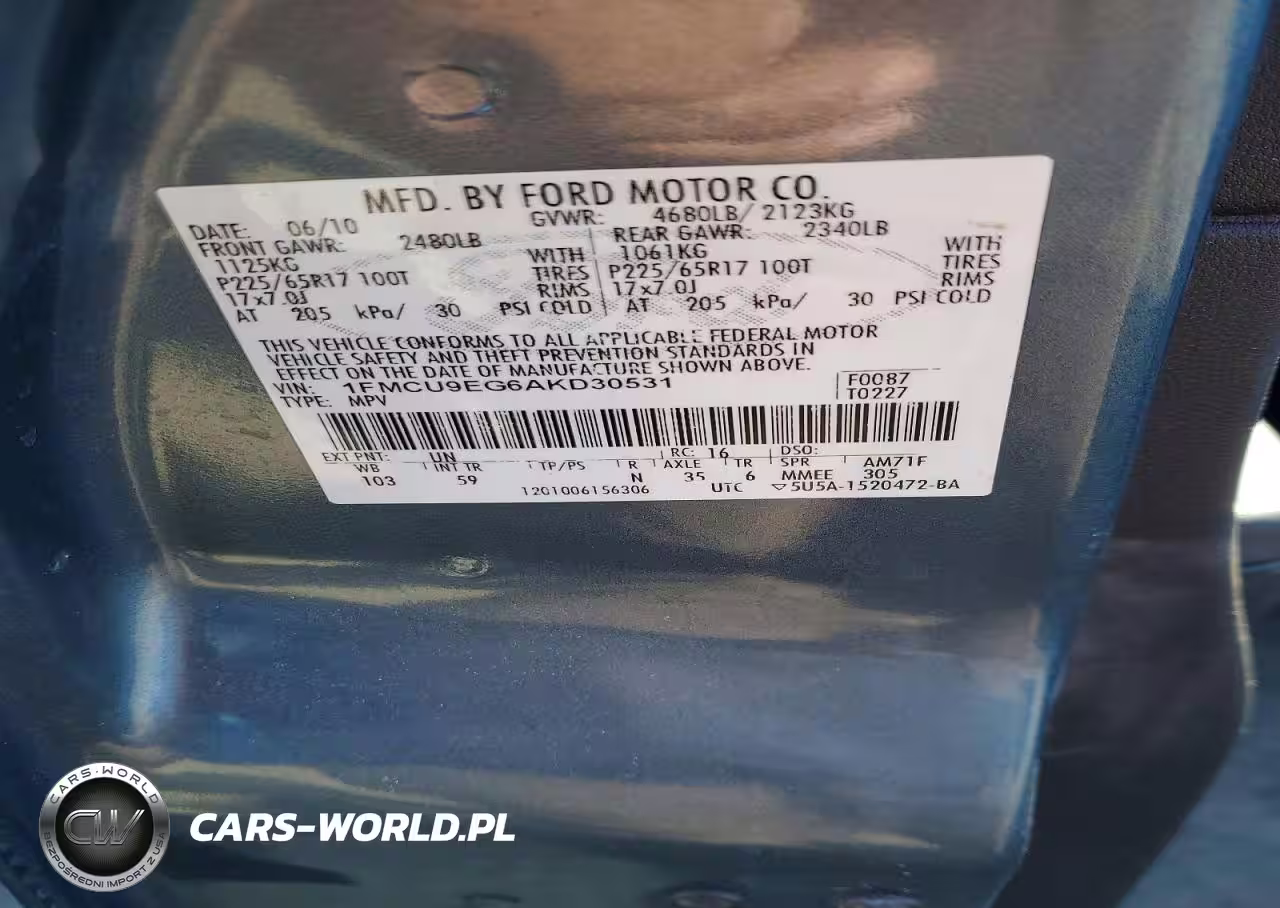 MFD. BY FORD MOTOR CO.
DATE: 06/10 GVWR: 4680LB/ 2123KG
FRONT GAWR: 2480LB REAR GAWR: 2340LB
1125KG WITH 1061KG WITH
P225/65R17 100T TIRES P225/65R17 100T TIRES
17x7.0J RIMS 17x7.0J RIMS
AT 205 kPa/ 30 PSI COLD AT 205 kPa/ 30 PSI COLD
THIS VEHICLE CONFORMS TO ALL APPLICABLE FEDERAL MOTOR
VEHICLE SAFETY AND THEFT PREVENTION STANDARDS IN
EFFECT ON THE DATE OF MANUFACTURE SHOWN ABOVE.
VIN: 1FMCU9EG6AKD30531 F0087
TYPE: MPV T0227
EXT PNT: UN RC: 16 DSO:
WB INT TR TP/PS R AXLE TR SPR AM71F
103 59 N 35 6 MMEE 305
1201006156306 UTC ▽5U5A-1520472-BA
CARS-WORLD
CW
BEZPOŚREDNI IMPORT Z USA
CARS-WORLD.PL